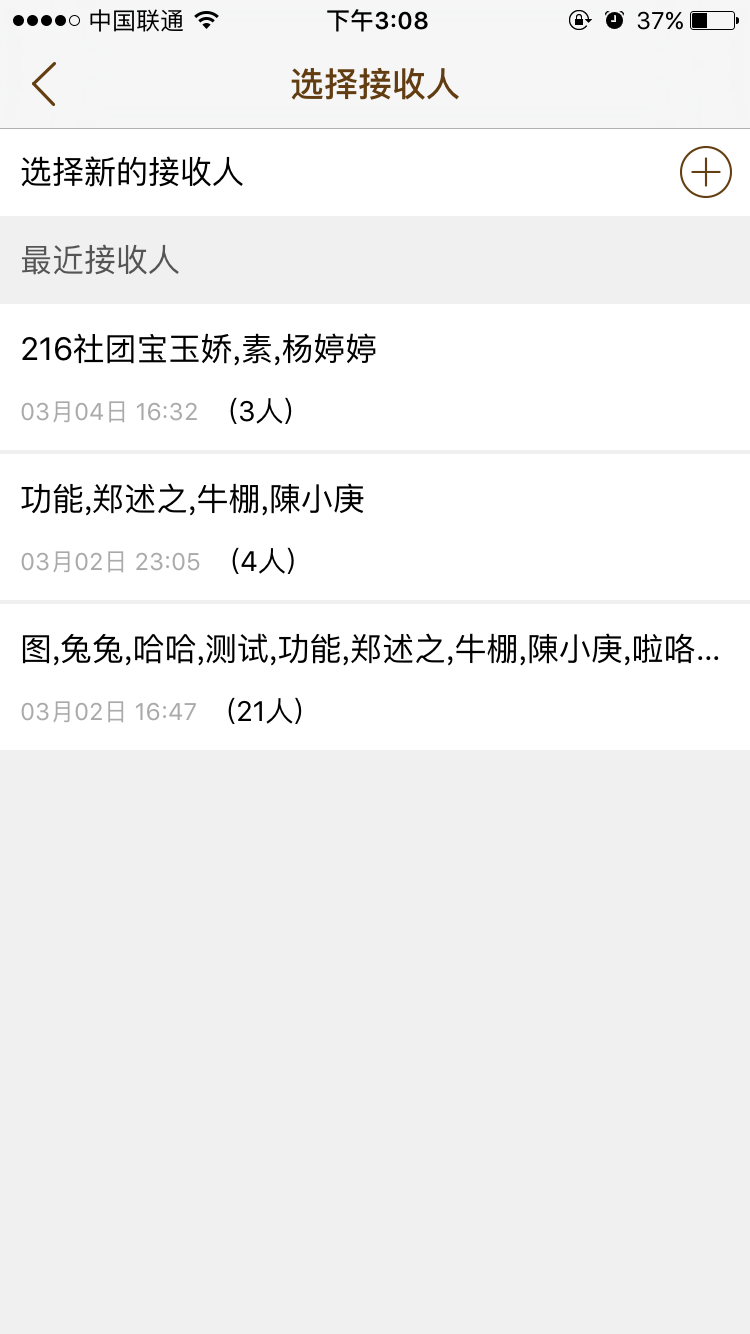 中国联通 下午3:08 37%
选择接收人
选择新的接收人
最近接收人
216社团宝玉娇,素,杨婷婷
03月04日 16:32 (3人)
功能,郑述之,牛棚,陳小庚
03月02日 23:05 (4人)
图,兔兔,哈哈,测试,功能,郑述之,牛棚,陳小庚,啦咯...
03月02日 16:47 (21人)